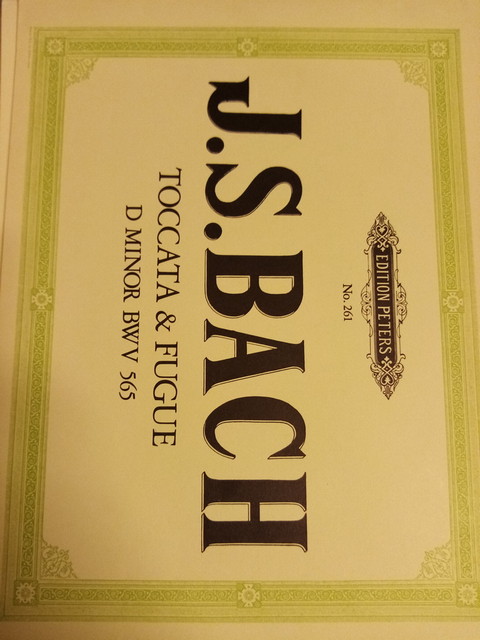 EDITION PETERS
No. 261
J.S. BACH
TOCCATA & FUGUE
D MINOR BWV 565